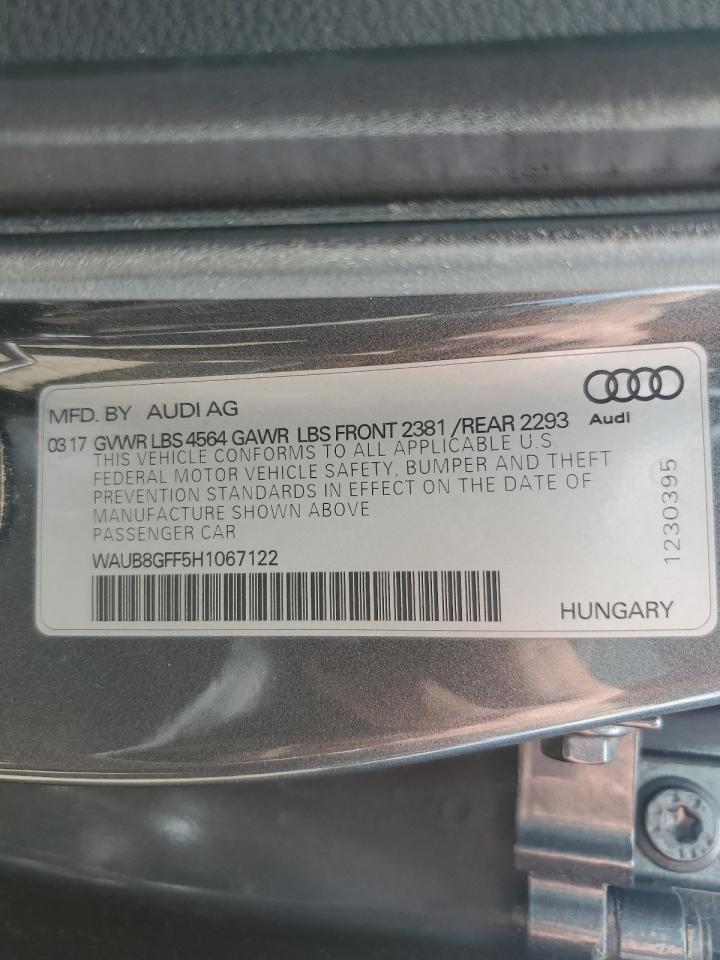 MFD. BY AUDI AG
Audi
03 17 GVWR LBS 4564 GAWR LBS FRONT 2381 /REAR 2293
THIS VEHICLE CONFORMS TO ALL APPLICABLE U.S.
FEDERAL MOTOR VEHICLE SAFETY, BUMPER AND THEFT
PREVENTION STANDARDS IN EFFECT ON THE DATE OF
MANUFACTURE SHOWN ABOVE
PASSENGER CAR
WAUB8GFF5H1067122
HUNGARY
1230395